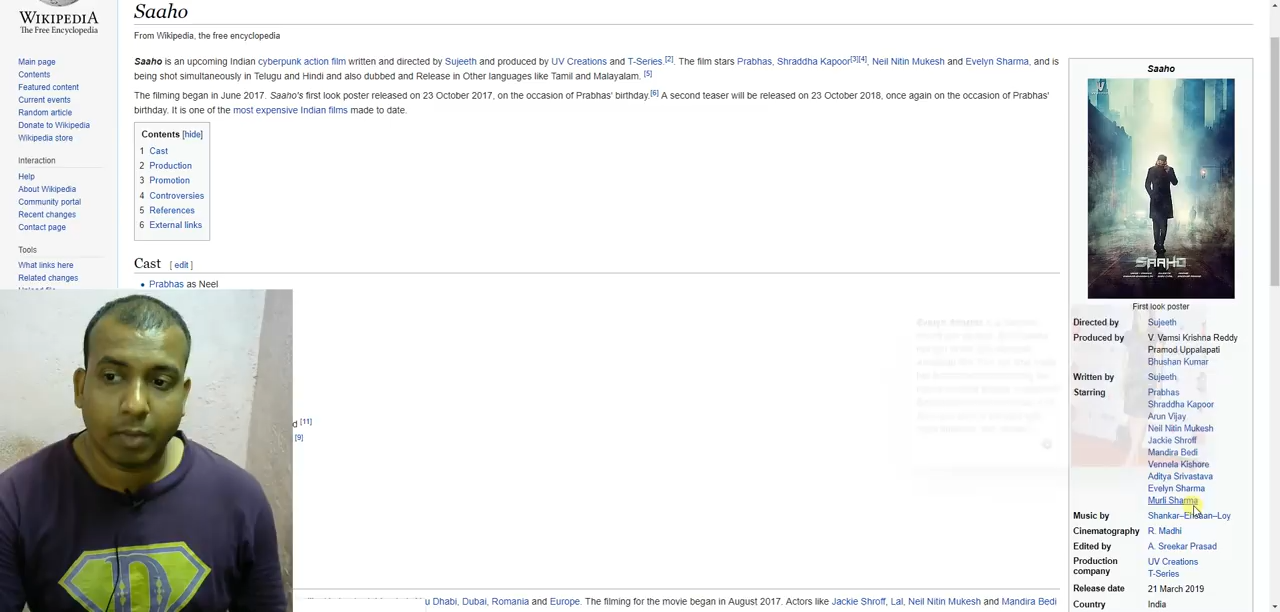 WIKIPEDIA
The Free Encyclopedia
Main page
Contents
Featured content
Current events
Random article
Donate to Wikipedia
Wikipedia store
Interaction
Help
About Wikipedia
Community portal
Recent changes
Contact page
Tools
What links here
Related changes
Saaho
From Wikipedia, the free encyclopedia
Saaho is an upcoming Indian cyberpunk action film written and directed by Sujeeth and produced by UV Creations and T-Series.[2] The film stars Prabhas, Shraddha Kapoor[3][4], Neil Nitin Mukesh and Evelyn Sharma, and is
being shot simultaneously in Telugu and Hindi and also dubbed and Release in Other languages like Tamil and Malayalam. [5]
The filming began in June 2017. Saaho's first look poster released on 23 October 2017, on the occasion of Prabhas' birthday.[6] A second teaser will be released on 23 October 2018, once again on the occasion of Prabhas'
birthday. It is one of the most expensive Indian films made to date.
Contents [hide]
1 Cast
2 Production
3 Promotion
4 Controversies
5 References
6 External links
Cast [ edit ]
• Prabhas as Neel
d [11]
[9]
u Dhabi, Dubai, Romania and Europe. The filming for the movie began in August 2017. Actors like Jackie Shroff, Lal, Neil Nitin Mukesh and Mandira Bedi
Saaho
SAAHO
First look poster
Directed by Sujeeth
Produced by V. Vamsi Krishna Reddy
Pramod Uppalapati
Bhushan Kumar
Written by Sujeeth
Starring Prabhas
Shraddha Kapoor
Arun Vijay
Neil Nitin Mukesh
Jackie Shroff
Mandira Bedi
Vennela Kishore
Aditya Srivastava
Evelyn Sharma
Murli Sharma
Music by Shankar–Ehsaan–Loy
Cinematography R. Madhi
Edited by A. Sreekar Prasad
Production company UV Creations
T-Series
Release date 21 March 2019
Country India